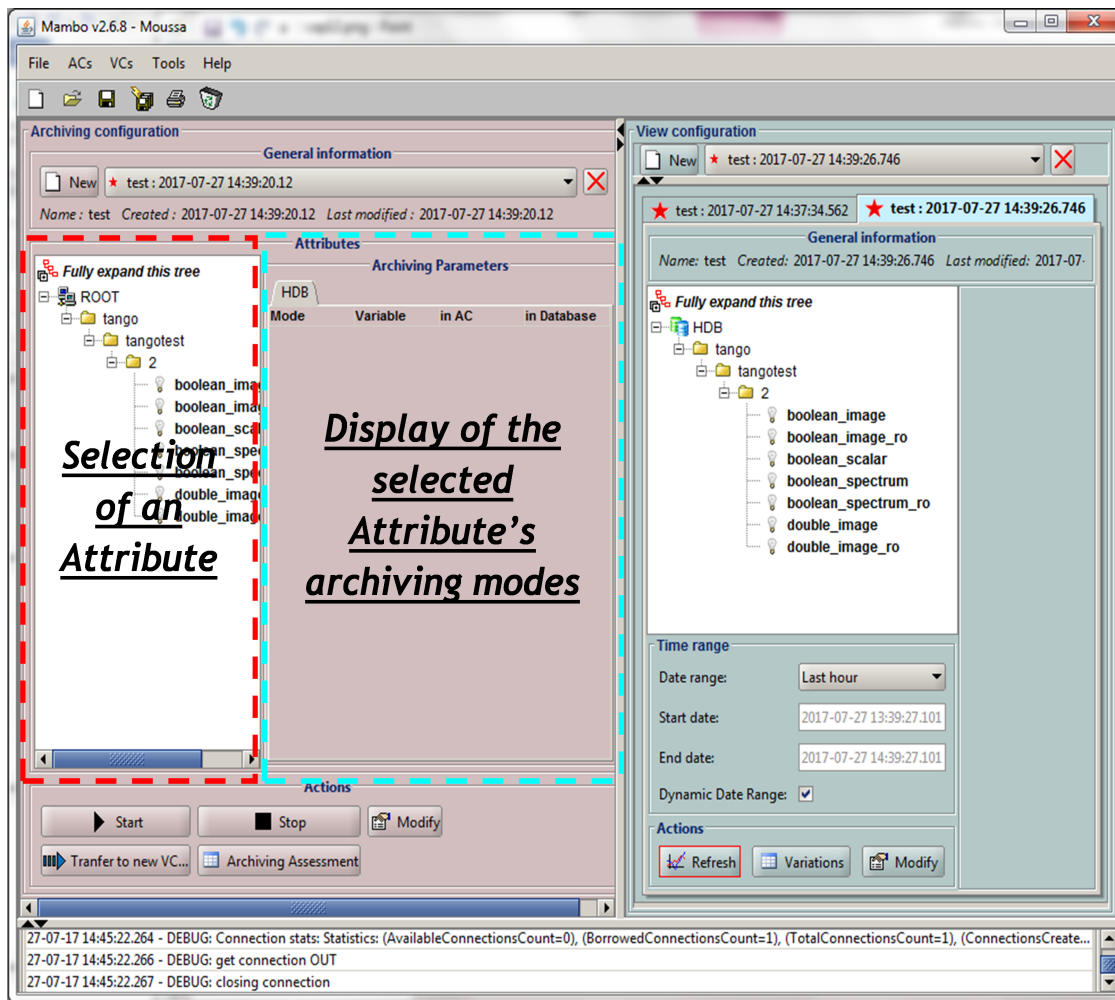 Mambo v2.6.8 - Moussa
File ACs VCs Tools Help
Archiving configuration
General information
New test : 2017-07-27 14:39:20.12
Name : test Created : 2017-07-27 14:39:20.12 Last modified : 2017-07-27 14:39:20.12
Attributes
Fully expand this tree
ROOT
tango
tangotest
2
boolean_imag
boolean_imag
boolean_scal
boolean_spe
boolean_spe
double_imag
double_imag
Selection
of an
Attribute
Archiving Parameters
HDB
Mode Variable in AC in Database
Display of the
selected
Attribute’s
archiving modes
Actions
Start Stop Modify
Tranfer to new VC... Archiving Assessment
View configuration
New test : 2017-07-27 14:39:26.746
test : 2017-07-27 14:37:34.562 test : 2017-07-27 14:39:26.746
General information
Name: test Created: 2017-07-27 14:39:26.746 Last modified: 2017-07-
Fully expand this tree
HDB
tango
tangotest
2
boolean_image
boolean_image_ro
boolean_scalar
boolean_spectrum
boolean_spectrum_ro
double_image
double_image_ro
Time range
Date range: Last hour
Start date: 2017-07-27 13:39:27.101
End date: 2017-07-27 14:39:27.101
Dynamic Date Range:
Actions
Refresh Variations Modify
27-07-17 14:45:22.264 - DEBUG: Connection stats: Statistics: (AvailableConnectionsCount=0), (BorrowedConnectionsCount=1), (TotalConnectionsCount=1), (ConnectionsCreate...
27-07-17 14:45:22.266 - DEBUG: get connection OUT
27-07-17 14:45:22.267 - DEBUG: closing connection